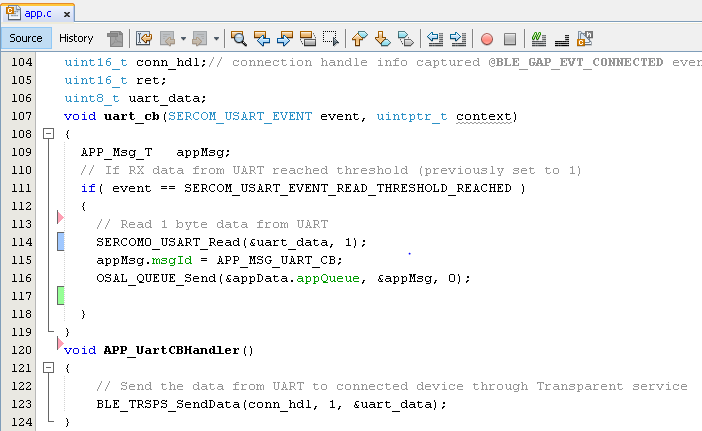 app.c
Source History
104 uint16_t conn_hdl;// connection handle info captured @BLE_GAP_EVT_CONNECTED even
105 uint16_t ret;
106 uint8_t uart_data;
107 void uart_cb(SERCOM_USART_EVENT event, uintptr_t context)
108 {
109 APP_Msg_T appMsg;
110 // If RX data from UART reached threshold (previously set to 1)
111 if( event == SERCOM_USART_EVENT_READ_THRESHOLD_REACHED )
112 {
113 // Read 1 byte data from UART
114 SERCOM0_USART_Read(&uart_data, 1);
115 appMsg.msgId = APP_MSG_UART_CB;
116 OSAL_QUEUE_Send(&appData.appQueue, &appMsg, 0);
117
118 }
119 }
120 void APP_UartCBHandler()
121 {
122 // Send the data from UART to connected device through Transparent service
123 BLE_TRSPS_SendData(conn_hdl, 1, &uart_data);
124 }